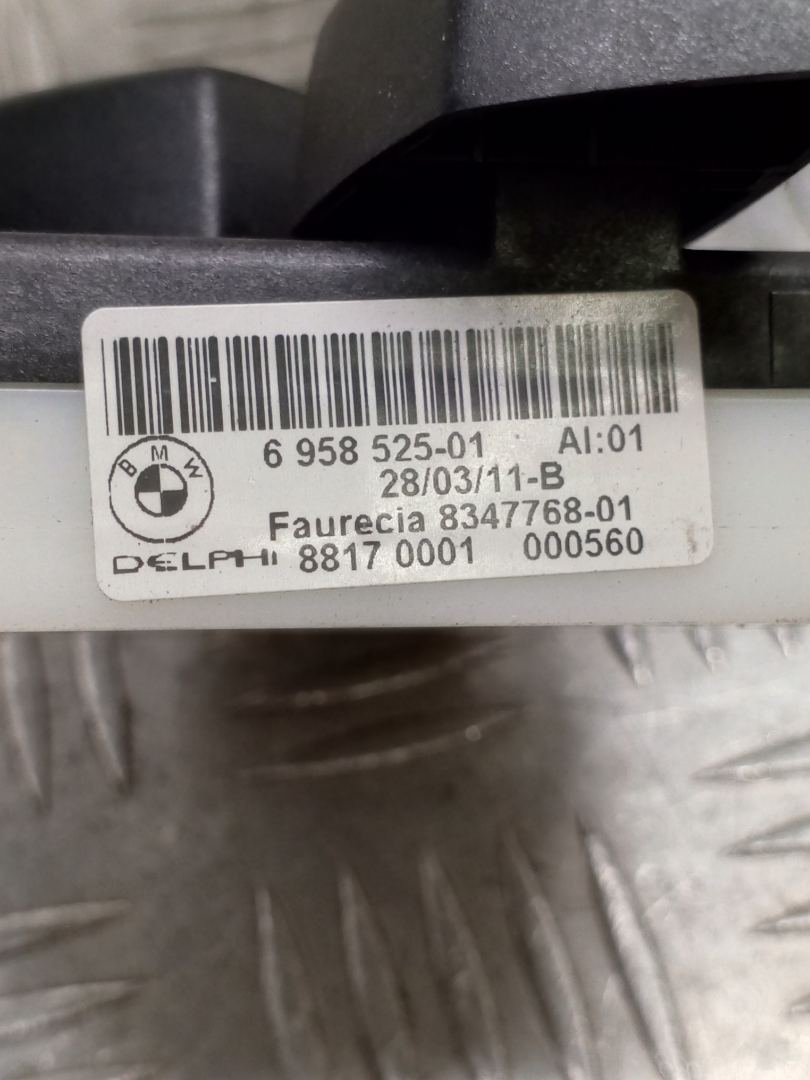 6 958 525-01 AI:01
28/03/11-B
BMW
Faurecia 8347768-01
DELPHI 8817 0001 000560